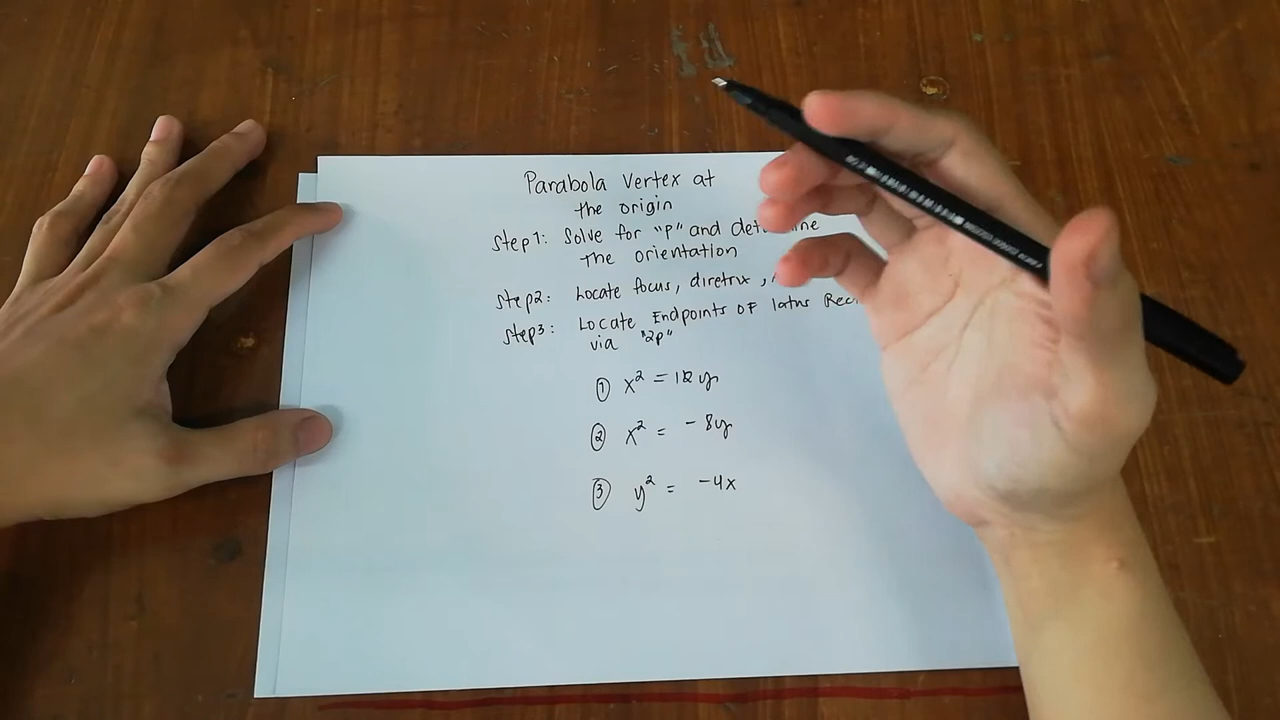 Parabola Vertex at
the origin
Step1: Solve for "P" and
the orientation
Step2: Locate focus, diretrix,
Step3: Locate Endpoints OF latus
via "2p"
① x² = 12y
② x² = -8y
③ y² = -4x